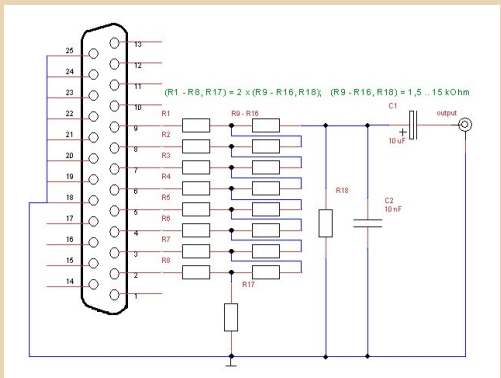 13
25
12
24
11
(R1 - R8, R17) = 2 x (R9 - R16, R18); (R9 - R16, R18) = 1,5 .. 15 kOhm
23
10
C1
22
R1
R9 - R16
output
9
+
10 uF
21
R2
8
20
R3
7
19
R4
6
R18
C2
18
R5
10 nF
5
17
R6
4
16
R7
3
15
R8
2
R17
14
1